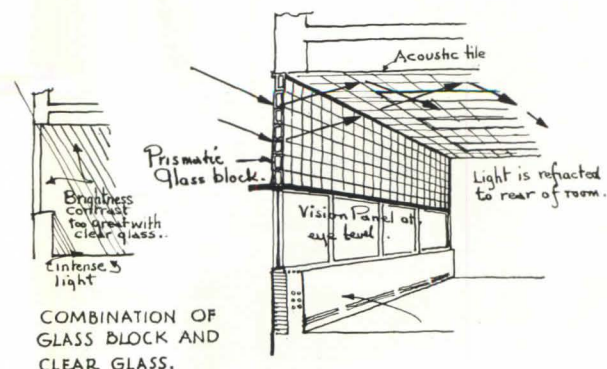 Acoustic tile
Prismatic
Glass block.
Light is refracted
to rear of room.
Vision Panel at
eye level.
Brightness
contrast
too great with
clear glass..
intense
light
COMBINATION OF
GLASS BLOCK AND
CLEAR GLASS.